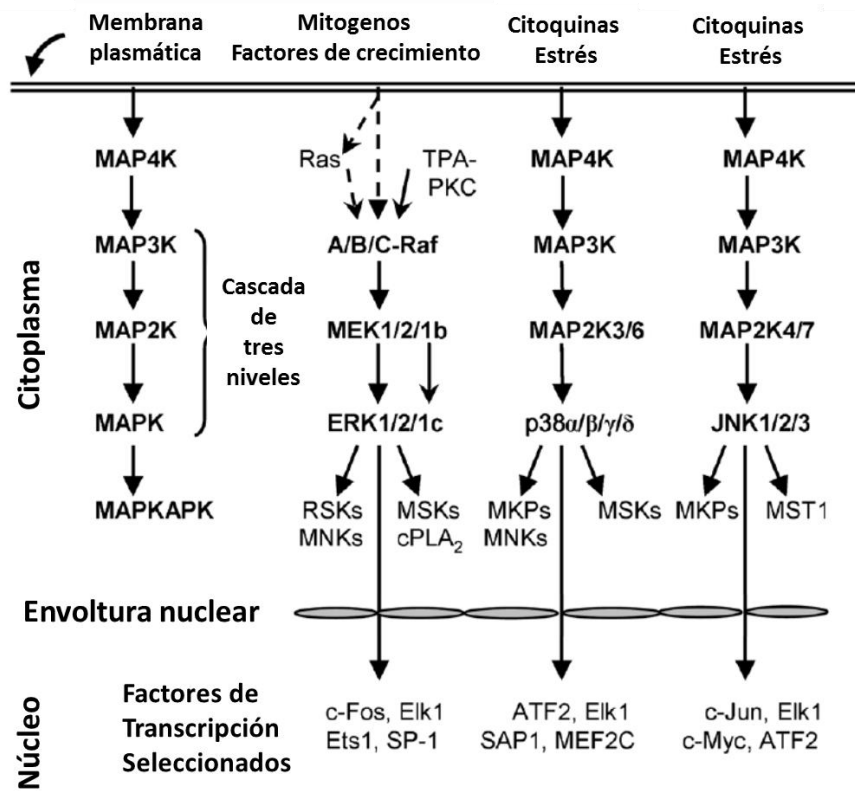 Membrana
plasmática
Mitogenos
Factores de crecimiento
Citoquinas
Estrés
Citoquinas
Estrés
Citoplasma
MAP4K
Ras
TPA-
PKC
MAP4K
MAP4K
MAP3K
A/B/C-Raf
MAP3K
MAP3K
Cascada
de
tres
niveles
MAP2K
MEK1/2/1b
MAP2K3/6
MAP2K4/7
MAPK
ERK1/2/1c
p38α/β/γ/δ
JNK1/2/3
MAPKAPK
RSKs
MNKs
MSKs
cPLA₂
MKPs
MNKs
MSKs
MKPs
MST1
Envoltura nuclear
Núcleo
Factores de
Transcripción
Seleccionados
c-Fos, Elk1
Ets1, SP-1
ATF2, Elk1
SAP1, MEF2C
c-Jun, Elk1
c-Myc, ATF2